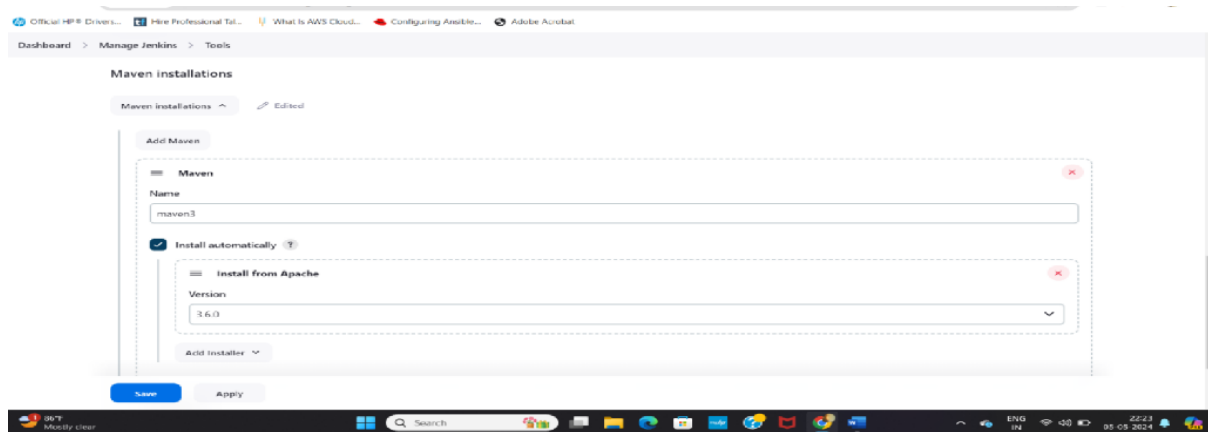 Official HP® Drivers... Hire Professional Tal... What Is AWS Cloud... Configuring Ansible... Adobe Acrobat
Dashboard > Manage Jenkins > Tools
Maven installations
Maven installations Edited
Add Maven
Maven
Name
maven3
Install automatically ?
Install from Apache
Version
3.6.0
Add Installer
Save Apply
86°F
Mostly clear
Search
ENG
IN
22:23
05-05-2024